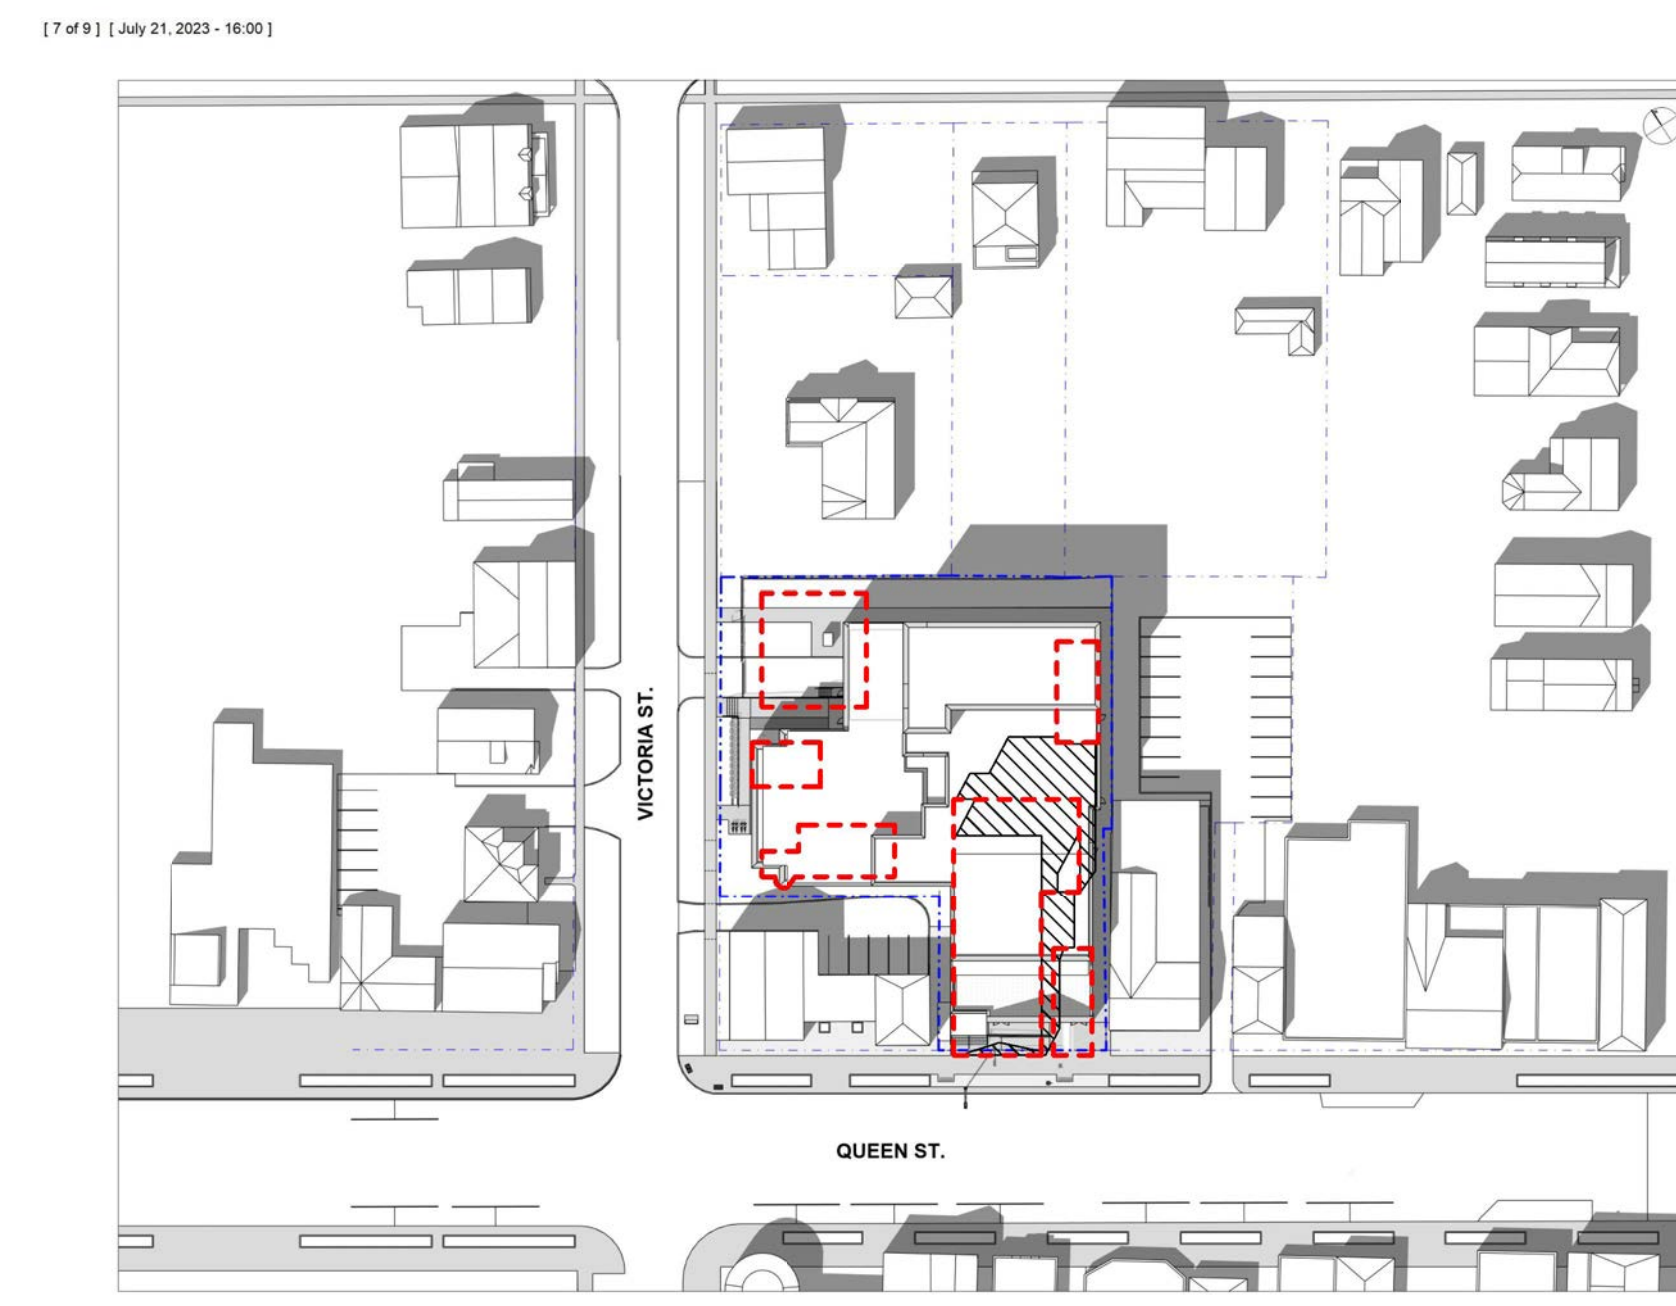 [ 7 of 9 ] [ July 21, 2023 - 16:00 ]
VICTORIA ST.
QUEEN ST.